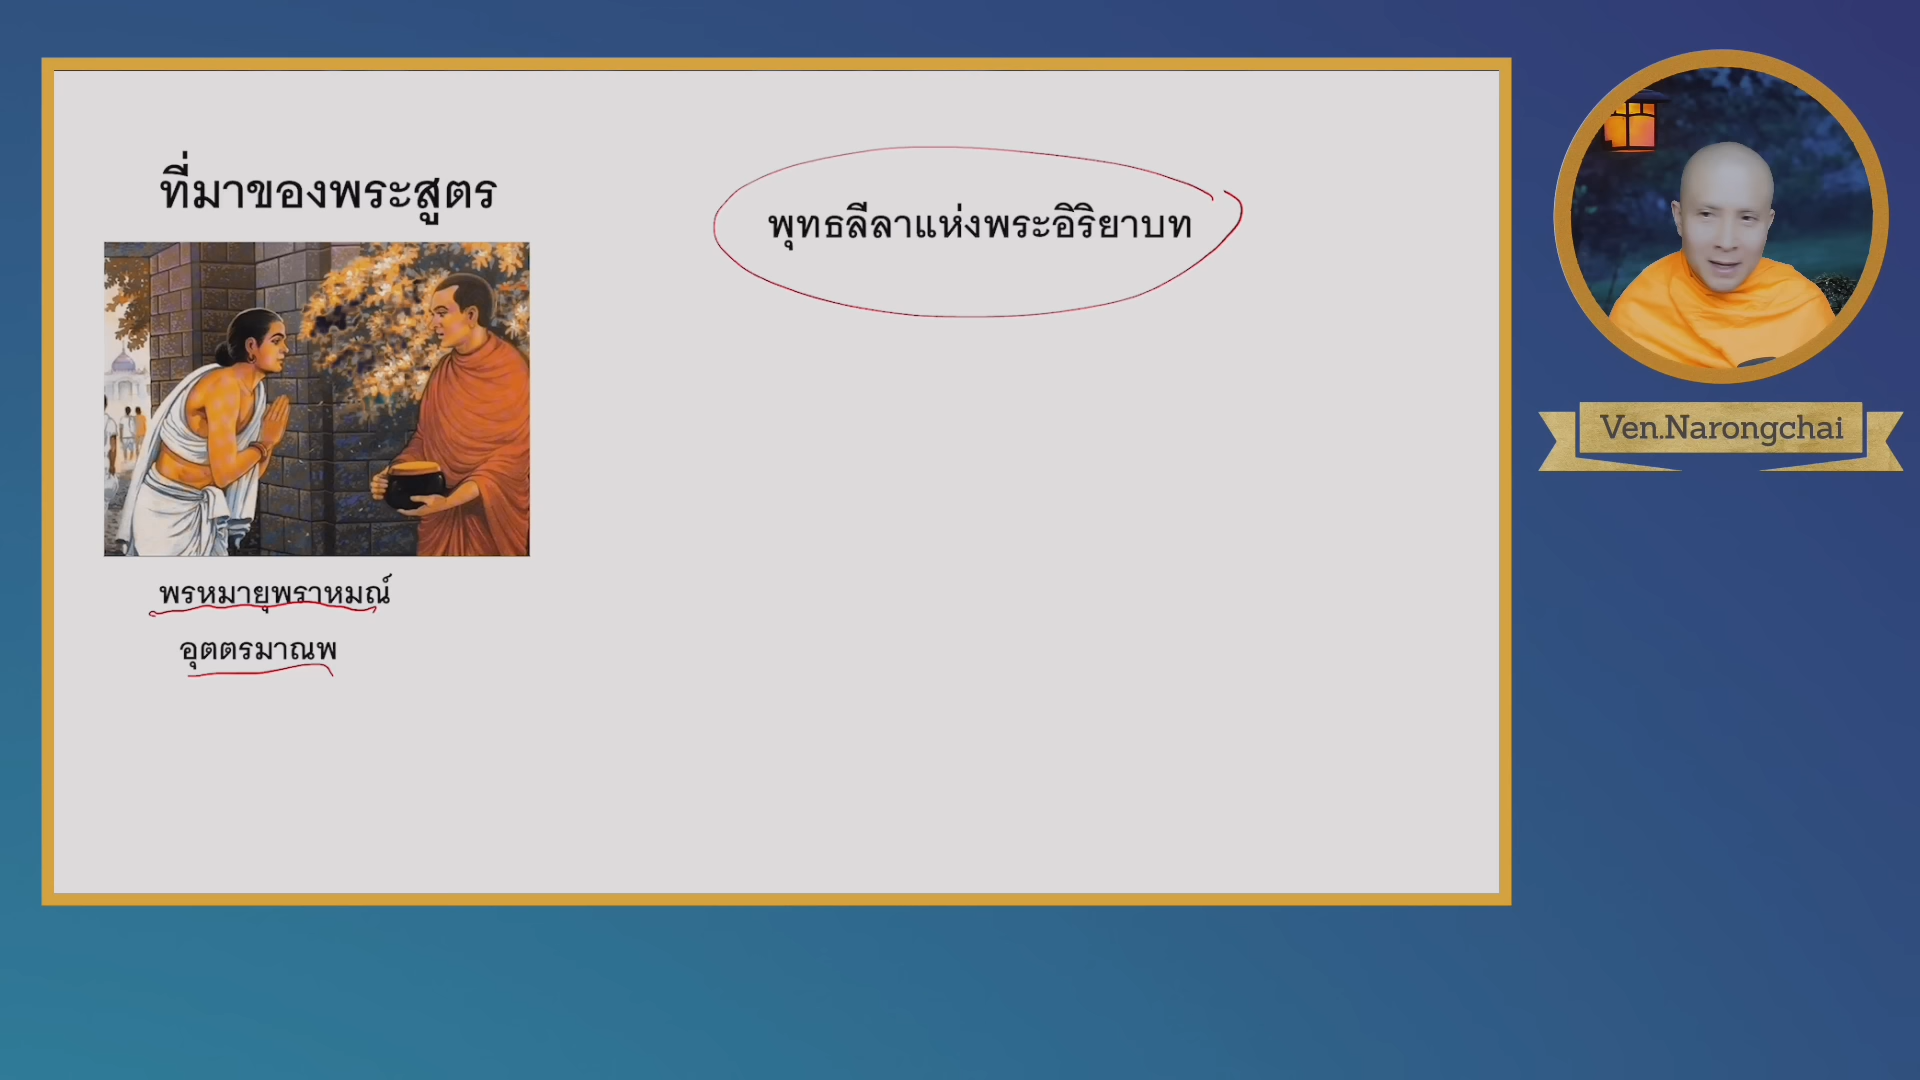 ที่มาของพระสูตร
พุทธลีลาแห่งพระอิริยาบท
พรหมายุพราหมณ์
อุตตรมาณพ
Ven.Narongchai